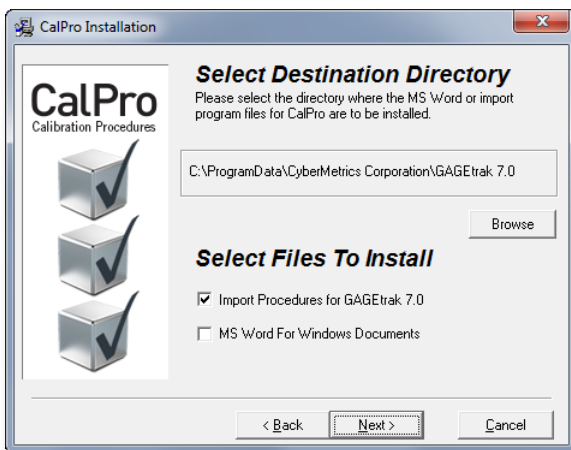 CalPro Installation
CalPro
Calibration Procedures
Select Destination Directory
Please select the directory where the MS Word or import
program files for CalPro are to be installed.
C:\ProgramData\CyberMetrics Corporation\GAGEtrak 7.0
Browse
Select Files To Install
Import Procedures for GAGEtrak 7.0
MS Word For Windows Documents
< Back
Next >
Cancel